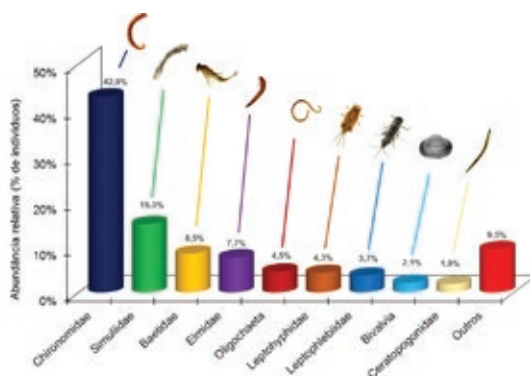 Abundância relativa (% de indivíduos)
50%
40%
30%
20%
10%
0%
42,9%
15,0%
8,5%
7,7%
4,5%
4,3%
3,7%
2,1%
1,9%
9,5%
Chironomidae
Simuliidae
Baetidae
Elmidae
Oligochaeta
Leptohyphidae
Leptophlebiidae
Bivalvia
Ceratopogonidae
Outros